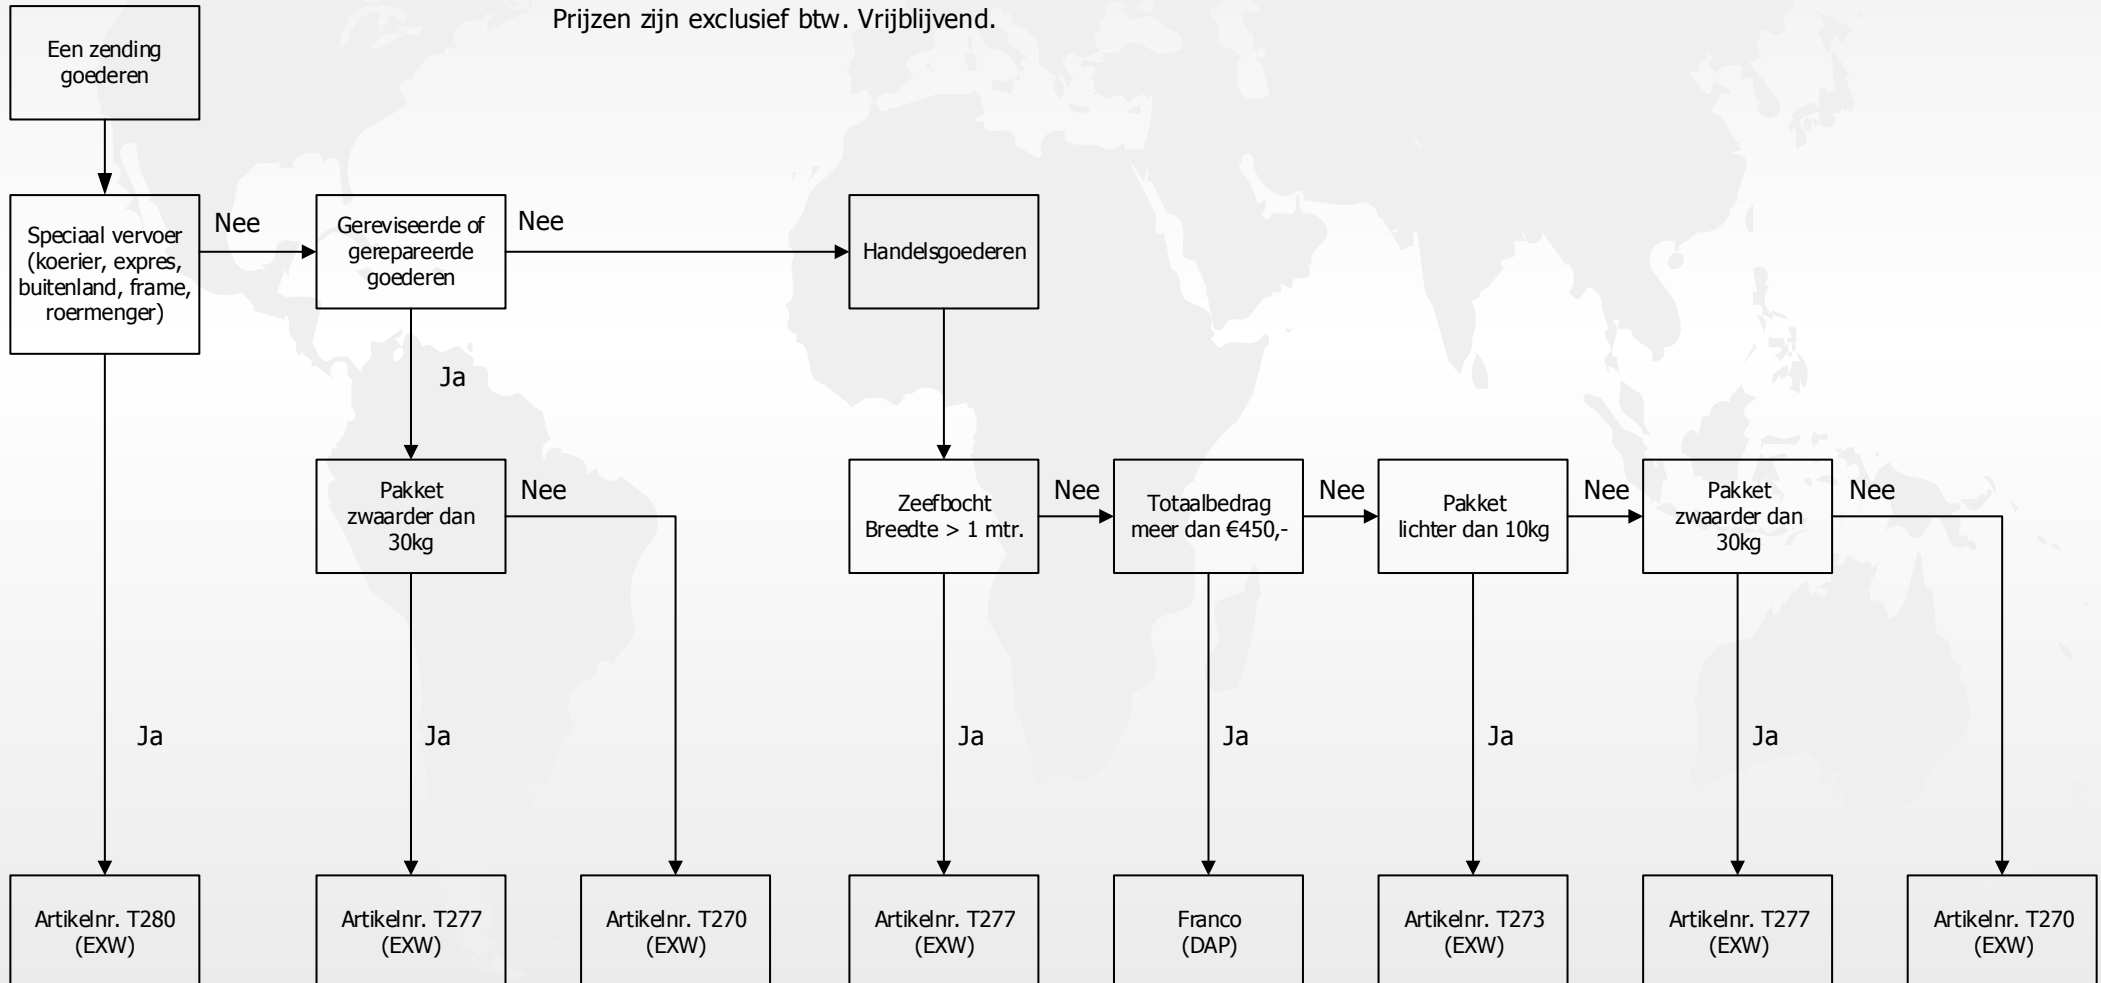 Prijzen zijn exclusief btw. Vrijblijvend.
Een zending
goederen
Speciaal vervoer
(koerier, expres,
buitenland, frame,
roermenger)
Nee
Gereviseerde of
gerepareerde
goederen
Nee
Handelsgoederen
Ja
Pakket
zwaarder dan
30kg
Nee
Zeefbocht
Breedte > 1 mtr.
Nee
Totaalbedrag
meer dan €450,-
Nee
Pakket
lichter dan 10kg
Nee
Pakket
zwaarder dan
30kg
Nee
Ja
Ja
Ja
Ja
Ja
Ja
Artikelnr. T280
(EXW)
Artikelnr. T277
(EXW)
Artikelnr. T270
(EXW)
Artikelnr. T277
(EXW)
Franco
(DAP)
Artikelnr. T273
(EXW)
Artikelnr. T277
(EXW)
Artikelnr. T270
(EXW)